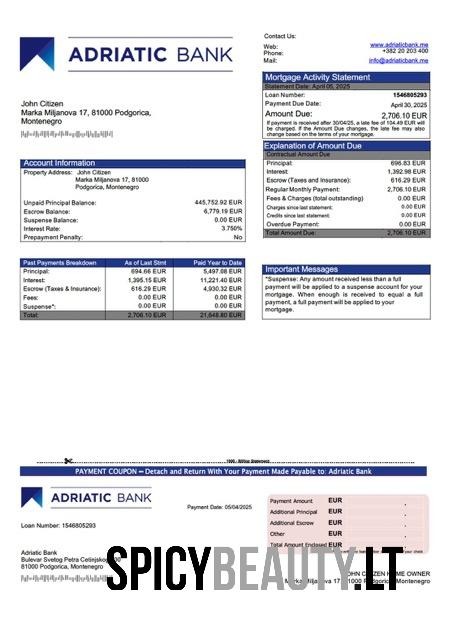 ADRIATIC BANK
Contact Us:
Web: www.adriaticbank.me
Phone: +382 20 203 400
Mail: info@adriaticbank.me
Mortgage Activity Statement
Statement Date: April 05, 2025
Loan Number: 1546805293
Payment Due Date: April 30, 2025
Amount Due: 2,706.10 EUR
If payment is received after 30/04/25, a late fee of 104.49 EUR will
be charged. If the Amount Due changes, the late fee may also
change based on the terms of your mortgage.
John Citizen
Marka Miljanova 17, 81000 Podgorica,
Montenegro
Explanation of Amount Due
Contractual Amount Due
Principal: 696.83 EUR
Interest: 1,392.98 EUR
Escrow (Taxes and Insurance): 616.29 EUR
Regular Monthly Payment: 2,706.10 EUR
Fees & Charges (total outstanding) 0.00 EUR
Charges since last statement: 0.00 EUR
Credits since last statement: 0.00 EUR
Overdue Payment: 0.00 EUR
Total Amount Due: 2,706.10 EUR
Account Information
Property Address: John Citizen
Marka Miljanova 17, 81000
Podgorica, Montenegro
Unpaid Principal Balance: 445,752.92 EUR
Escrow Balance: 6,779.19 EUR
Suspense Balance: 0.00 EUR
Interest Rate: 3.750%
Prepayment Penalty: No
Past Payments Breakdown As of Last Stmt Paid Year to Date
Principal: 694.66 EUR 5,497.08 EUR
Interest: 1,395.15 EUR 11,221.40 EUR
Escrow (Taxes & Insurance): 616.29 EUR 4,930.32 EUR
Fees: 0.00 EUR 0.00 EUR
Suspense*: 0.00 EUR 0.00 EUR
Total: 2,706.10 EUR 21,648.80 EUR
Important Messages
*Suspense: Any amount received less than a full
payment will be applied to a suspense account for your
mortgage. When enough is received to equal a full
payment, a full payment will be applied to your
mortgage.
PAYMENT COUPON – Detach and Return With Your Payment Made Payable to: Adriatic Bank
ADRIATIC BANK
Payment Date: 05/04/2025
Loan Number: 1546805293
Payment Amount EUR
Additional Principal EUR
Additional Escrow EUR
Other EUR
Total Amount Enclosed EUR
Adriatic Bank
Bulevar Svetog Petra Cetinjskog
81000 Podgorica, Montenegro
JOHN CITIZEN HOME OWNER
Marka Miljanova 17, 81000 Podgorica, Montenegro
SPICYBEAUTY.LT